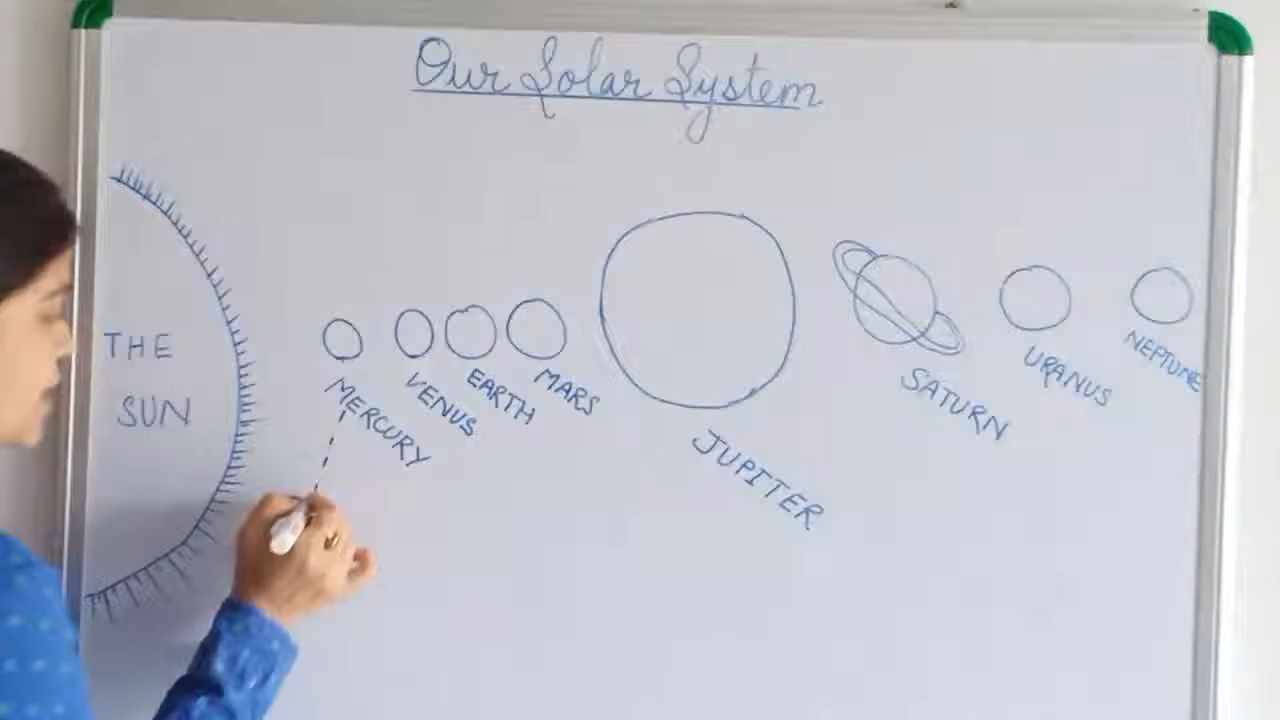 Our Solar System
THE
SUN
MERCURY
VENUS
EARTH
MARS
JUPITER
SATURN
URANUS
NEPTUNE